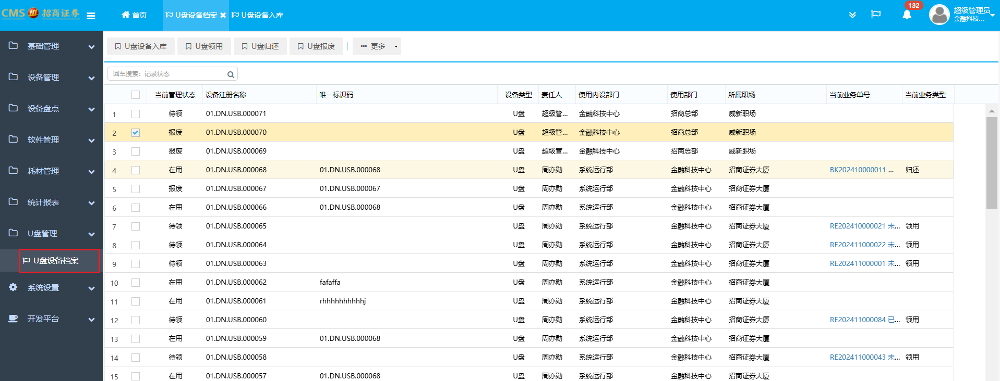 CMS 招商证券
首页
U盘设备档案
U盘设备入库
132
超级管理员
金融科技...
基础管理
设备管理
设备盘点
软件管理
耗材管理
统计报表
U盘管理
U盘设备档案
系统设置
开发平台
U盘设备入库 U盘领用 U盘归还 U盘报废 更多
回车搜索：记录状态
当前管理状态 设备注册名称 唯一标识码 设备类型 责任人 使用内设部门 使用部门 所属职场 当前业务单号 当前业务类型
1 待领 01.DN.USB.000071 U盘 超级管... 金融科技中心 招商总部 威新职场
2 报废 01.DN.USB.000070 U盘 超级管... 金融科技中心 招商总部 威新职场
3 报废 01.DN.USB.000069 U盘 超级管... 金融科技中心 招商总部 威新职场
4 在用 01.DN.USB.000068 01.DN.USB.000068 U盘 周亦勋 系统运行部 金融科技中心 招商证券大厦 BK202410000011 ... 归还
5 报废 01.DN.USB.000067 01.DN.USB.000067 U盘 周亦勋 系统运行部 金融科技中心 招商证券大厦
6 在用 01.DN.USB.000066 01.DN.USB.000068 U盘 周亦勋 系统运行部 金融科技中心 招商证券大厦
7 待领 01.DN.USB.000065 U盘 周亦勋 系统运行部 金融科技中心 招商证券大厦 RE202410000021 未... 领用
8 待领 01.DN.USB.000064 U盘 周亦勋 系统运行部 金融科技中心 招商证券大厦 RE202411000022 未... 领用
9 待领 01.DN.USB.000063 U盘 周亦勋 系统运行部 金融科技中心 招商证券大厦 RE202411000001 未... 领用
10 在用 01.DN.USB.000062 fafaffa U盘 周亦勋 系统运行部 金融科技中心 招商证券大厦
11 在用 01.DN.USB.000061 rhhhhhhhhhhj U盘 周亦勋 系统运行部 金融科技中心 招商证券大厦
12 待领 01.DN.USB.000060 U盘 周亦勋 系统运行部 金融科技中心 招商证券大厦 RE202411000084 已... 领用
13 在用 01.DN.USB.000059 01.DN.USB.000068 U盘 周亦勋 系统运行部 金融科技中心 招商证券大厦
14 待领 01.DN.USB.000058 U盘 周亦勋 系统运行部 金融科技中心 招商证券大厦 RE202411000043 未... 领用
15 在用 01.DN.USB.000057 01.DN.USB.000068 U盘 周亦勋 系统运行部 金融科技中心 招商证券大厦